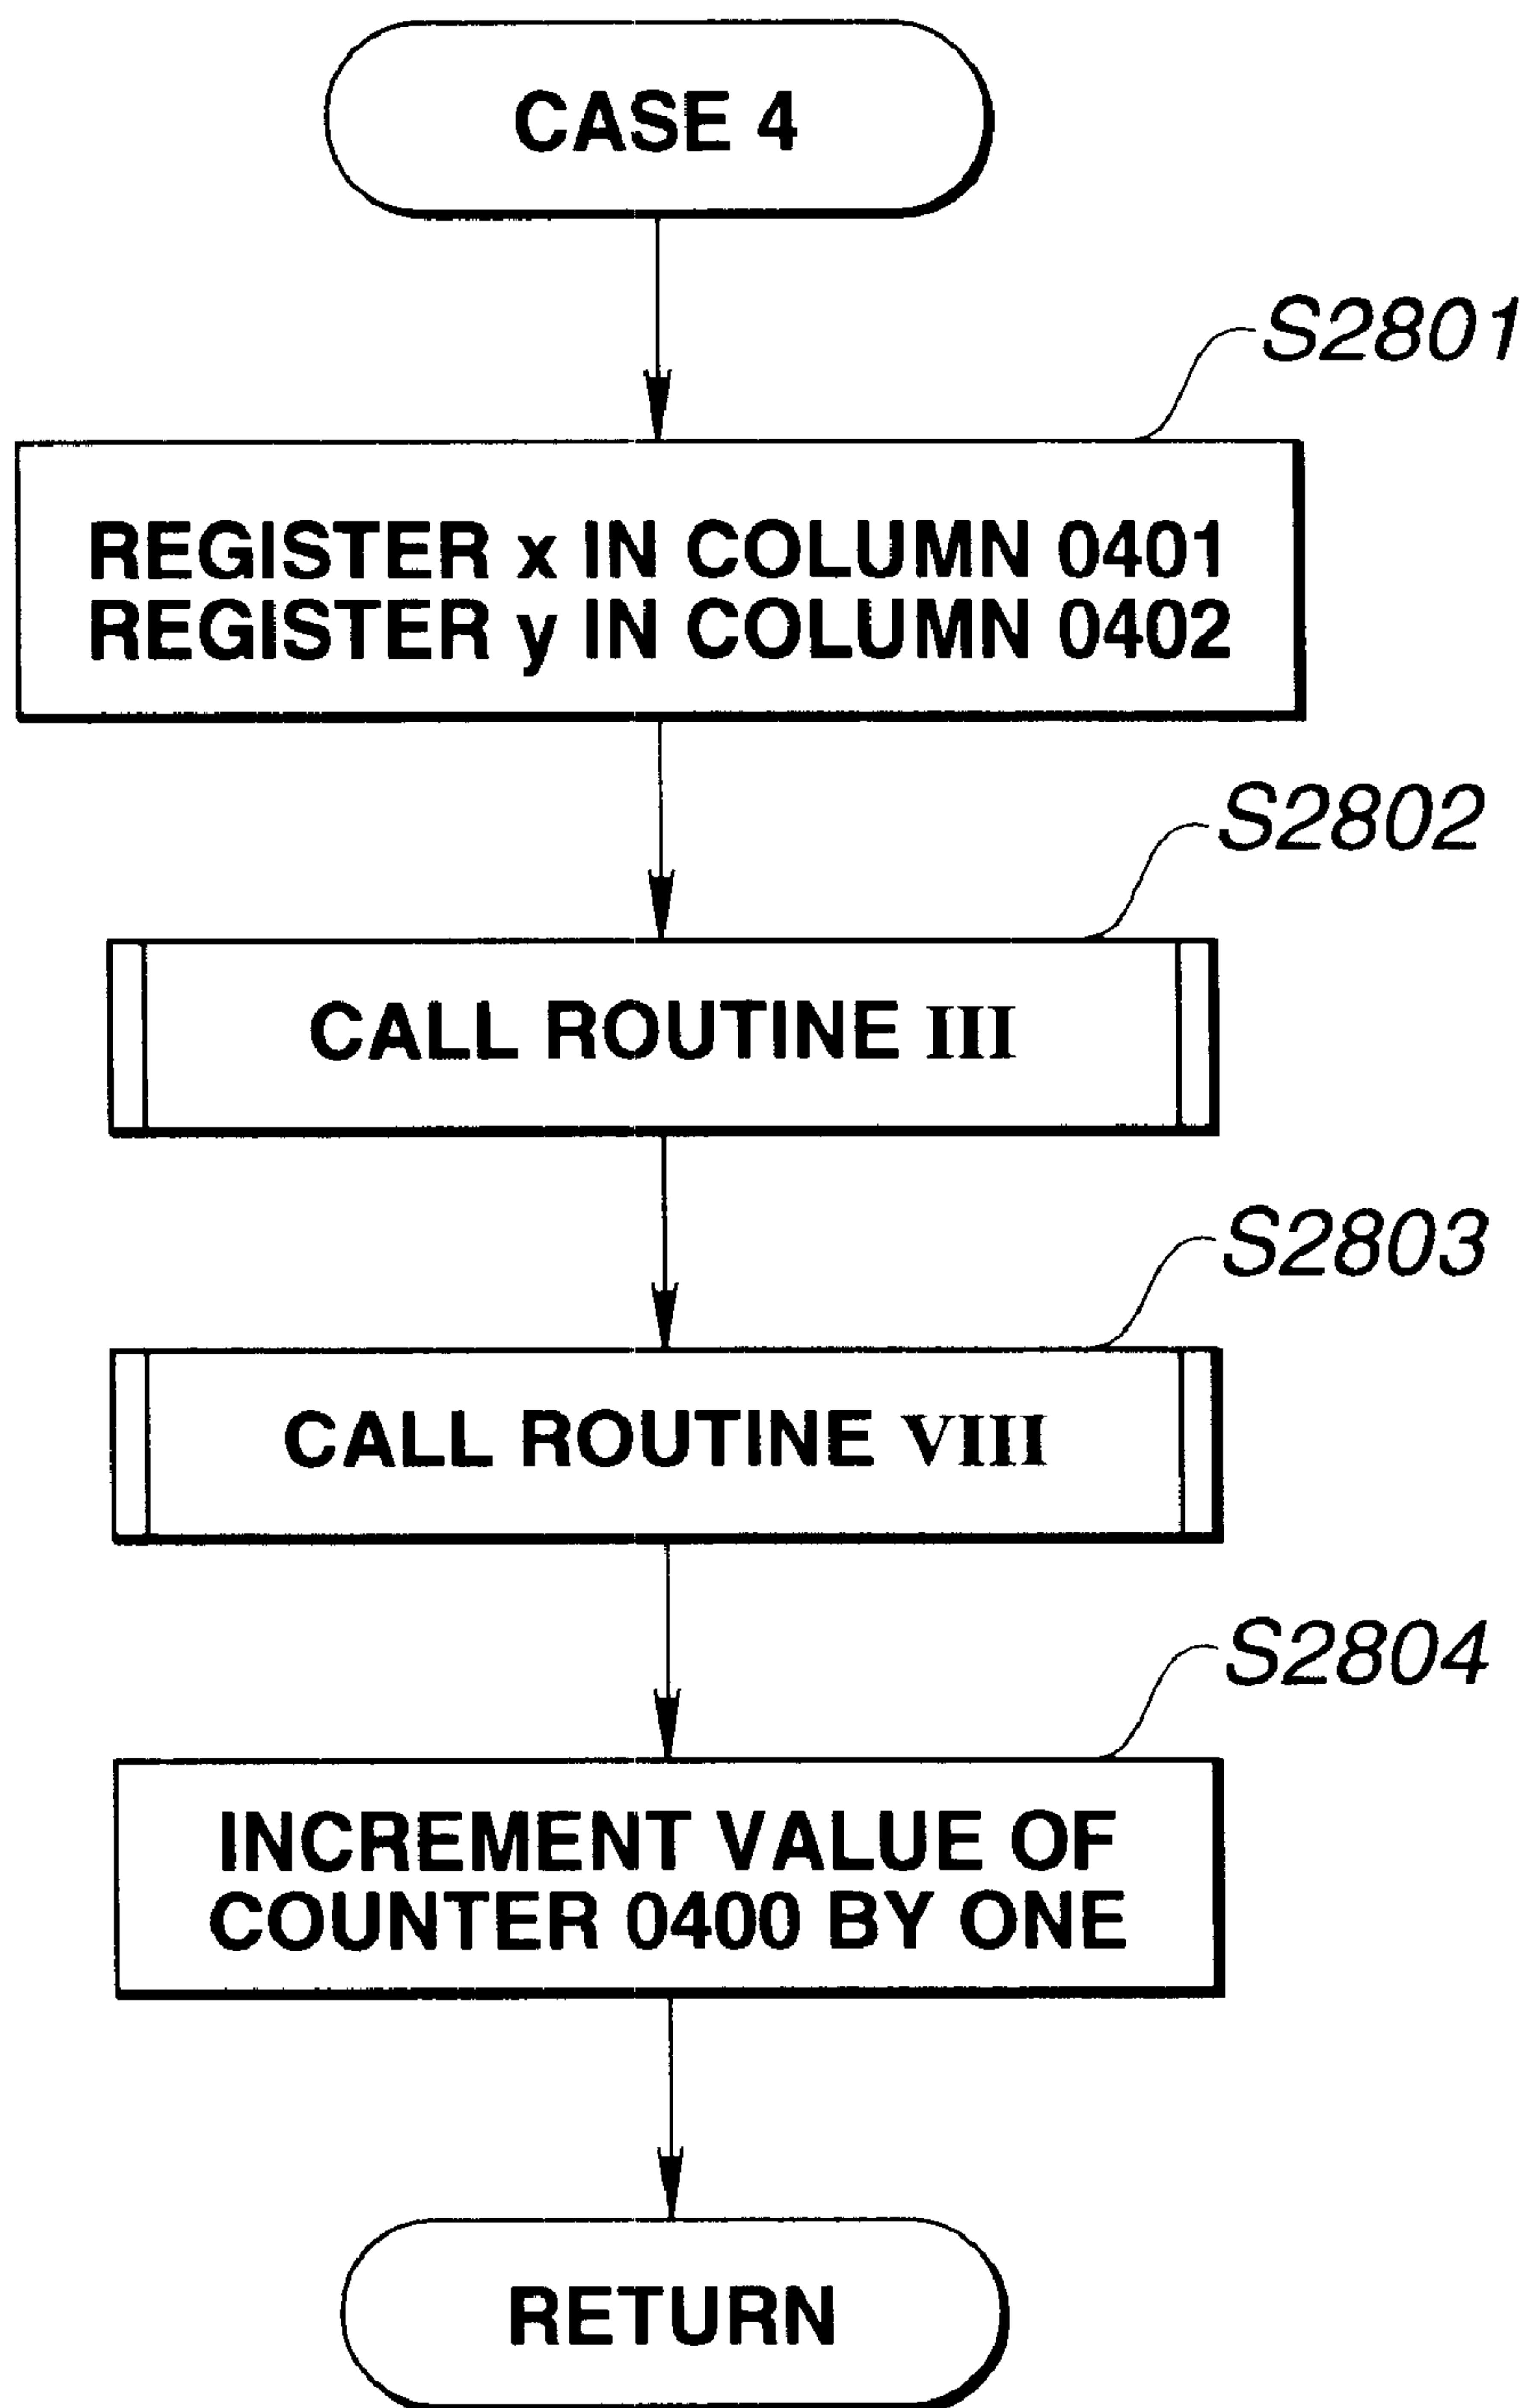 CASE 4
S2801
REGISTER x IN COLUMN 0401
REGISTER y IN COLUMN 0402
S2802
CALL ROUTINE III
S2803
CALL ROUTINE VIII
S2804
INCREMENT VALUE OF
COUNTER 0400 BY ONE
RETURN